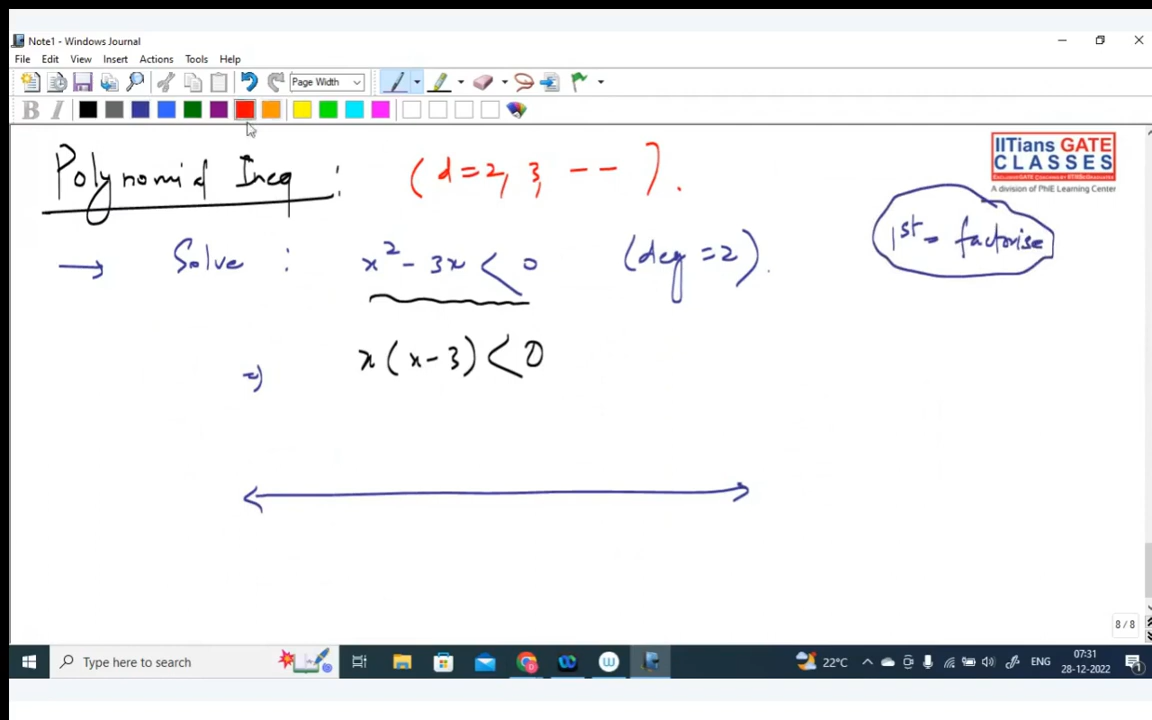 Note1 - Windows Journal
File Edit View Insert Actions Tools Help
Page Width
B I
Polynomial Ineq : (d=2, 3, -- ).
IITians GATE
CLASSES
A division of PhIE Learning Center
1st = factorise
→ Solve : x² - 3x < 0 (deg = 2).
⇒ x(x-3) < 0
8 / 8
Type here to search
22°C
ENG
07:31
28-12-2022
1